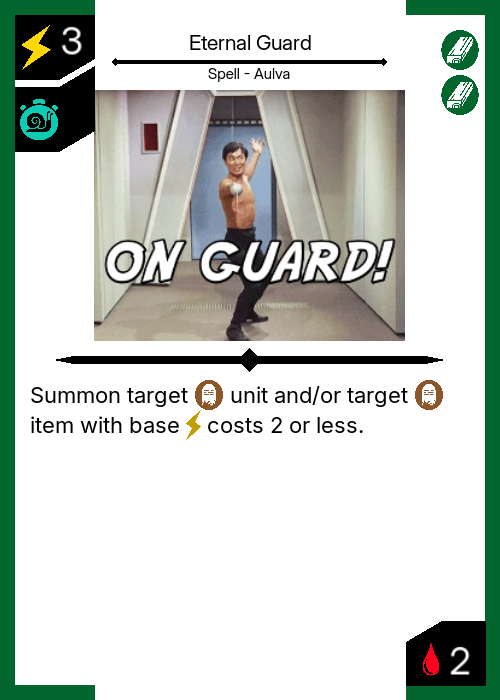 3
Eternal Guard
Spell - Aulva
ON GUARD!
Summon target unit and/or target
item with base costs 2 or less.
2